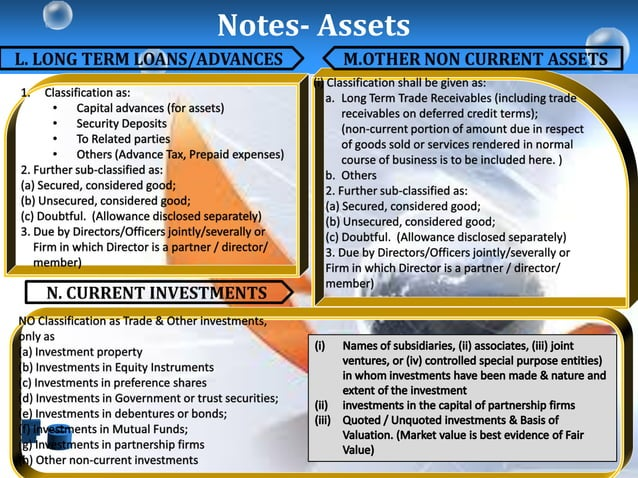 Notes- Assets
L. LONG TERM LOANS/ADVANCES
1. Classification as:
• Capital advances (for assets)
• Security Deposits
• To Related parties
• Others (Advance Tax, Prepaid expenses)
2. Further sub-classified as:
(a) Secured, considered good;
(b) Unsecured, considered good;
(c) Doubtful. (Allowance disclosed separately)
3. Due by Directors/Officers jointly/severally or
Firm in which Director is a partner / director/
member)
M.OTHER NON CURRENT ASSETS
(i) Classification shall be given as:
a. Long Term Trade Receivables (including trade
receivables on deferred credit terms);
(non-current portion of amount due in respect
of goods sold or services rendered in normal
course of business is to be included here. )
b. Others
2. Further sub-classified as:
(a) Secured, considered good;
(b) Unsecured, considered good;
(c) Doubtful. (Allowance disclosed separately)
3. Due by Directors/Officers jointly/severally or
Firm in which Director is a partner / director/
member)
N. CURRENT INVESTMENTS
NO Classification as Trade & Other investments,
only as
(a) Investment property
(b) Investments in Equity Instruments
(c) Investments in preference shares
(d) Investments in Government or trust securities;
(e) Investments in debentures or bonds;
(f) Investments in Mutual Funds;
(g) Investments in partnership firms
(h) Other non-current investments
(i) Names of subsidiaries, (ii) associates, (iii) joint
ventures, or (iv) controlled special purpose entities)
in whom investments have been made & nature and
extent of the investment
(ii) investments in the capital of partnership firms
(iii) Quoted / Unquoted investments & Basis of
Valuation. (Market value is best evidence of Fair
Value)